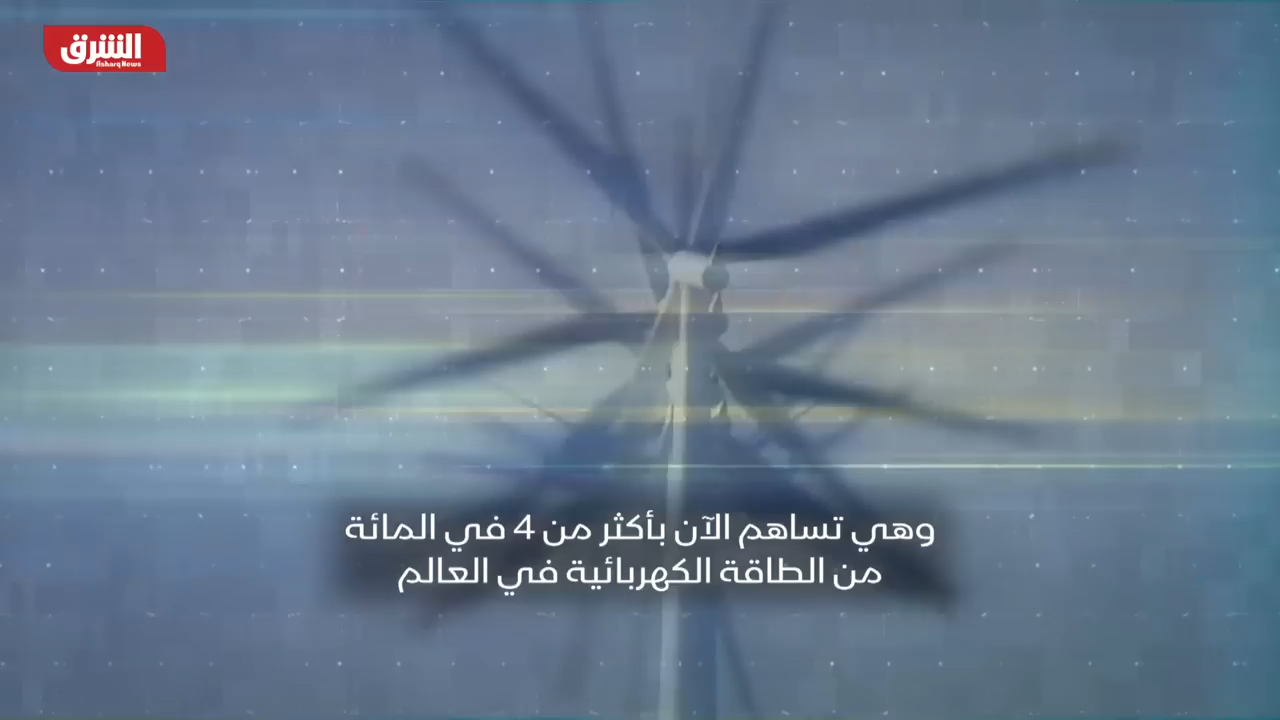 الشرق
Asharq News
وهي تساهم الآن بأكثر من 4 في المائة
من الطاقة الكهربائية في العالم